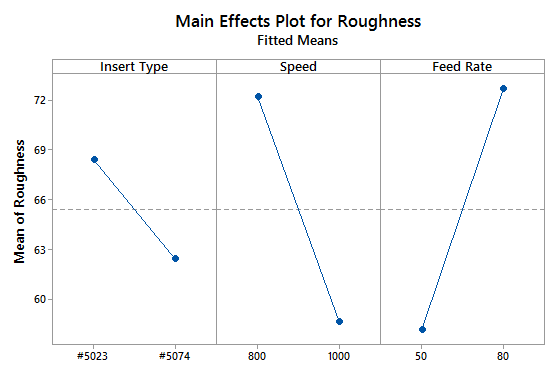 Main Effects Plot for Roughness
Fitted Means
Insert Type Speed Feed Rate
Mean of Roughness
72
69
66
63
60
#5023 #5074 800 1000 50 80